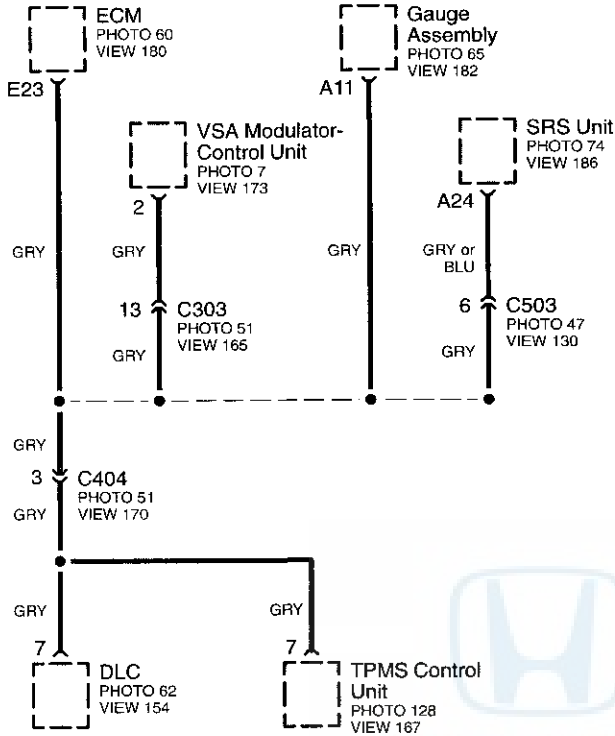 ECM
PHOTO 60
VIEW 180
E23
Gauge
Assembly
PHOTO 65
VIEW 182
A11
VSA Modulator-
Control Unit
PHOTO 7
VIEW 173
2
SRS Unit
PHOTO 74
VIEW 186
A24
GRY
GRY
GRY
GRY or
BLU
13
C303
PHOTO 51
VIEW 165
GRY
6
C503
PHOTO 47
VIEW 130
GRY
GRY
3
C404
PHOTO 51
VIEW 170
GRY
GRY
GRY
7
DLC
PHOTO 62
VIEW 154
7
TPMS Control
Unit
PHOTO 128
VIEW 167